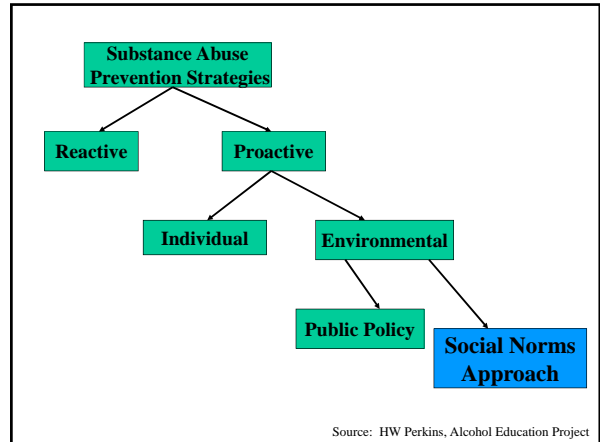 Substance Abuse
Prevention Strategies
Reactive
Proactive
Individual
Environmental
Public Policy
Social Norms
Approach
Source:  HW Perkins, Alcohol Education Project